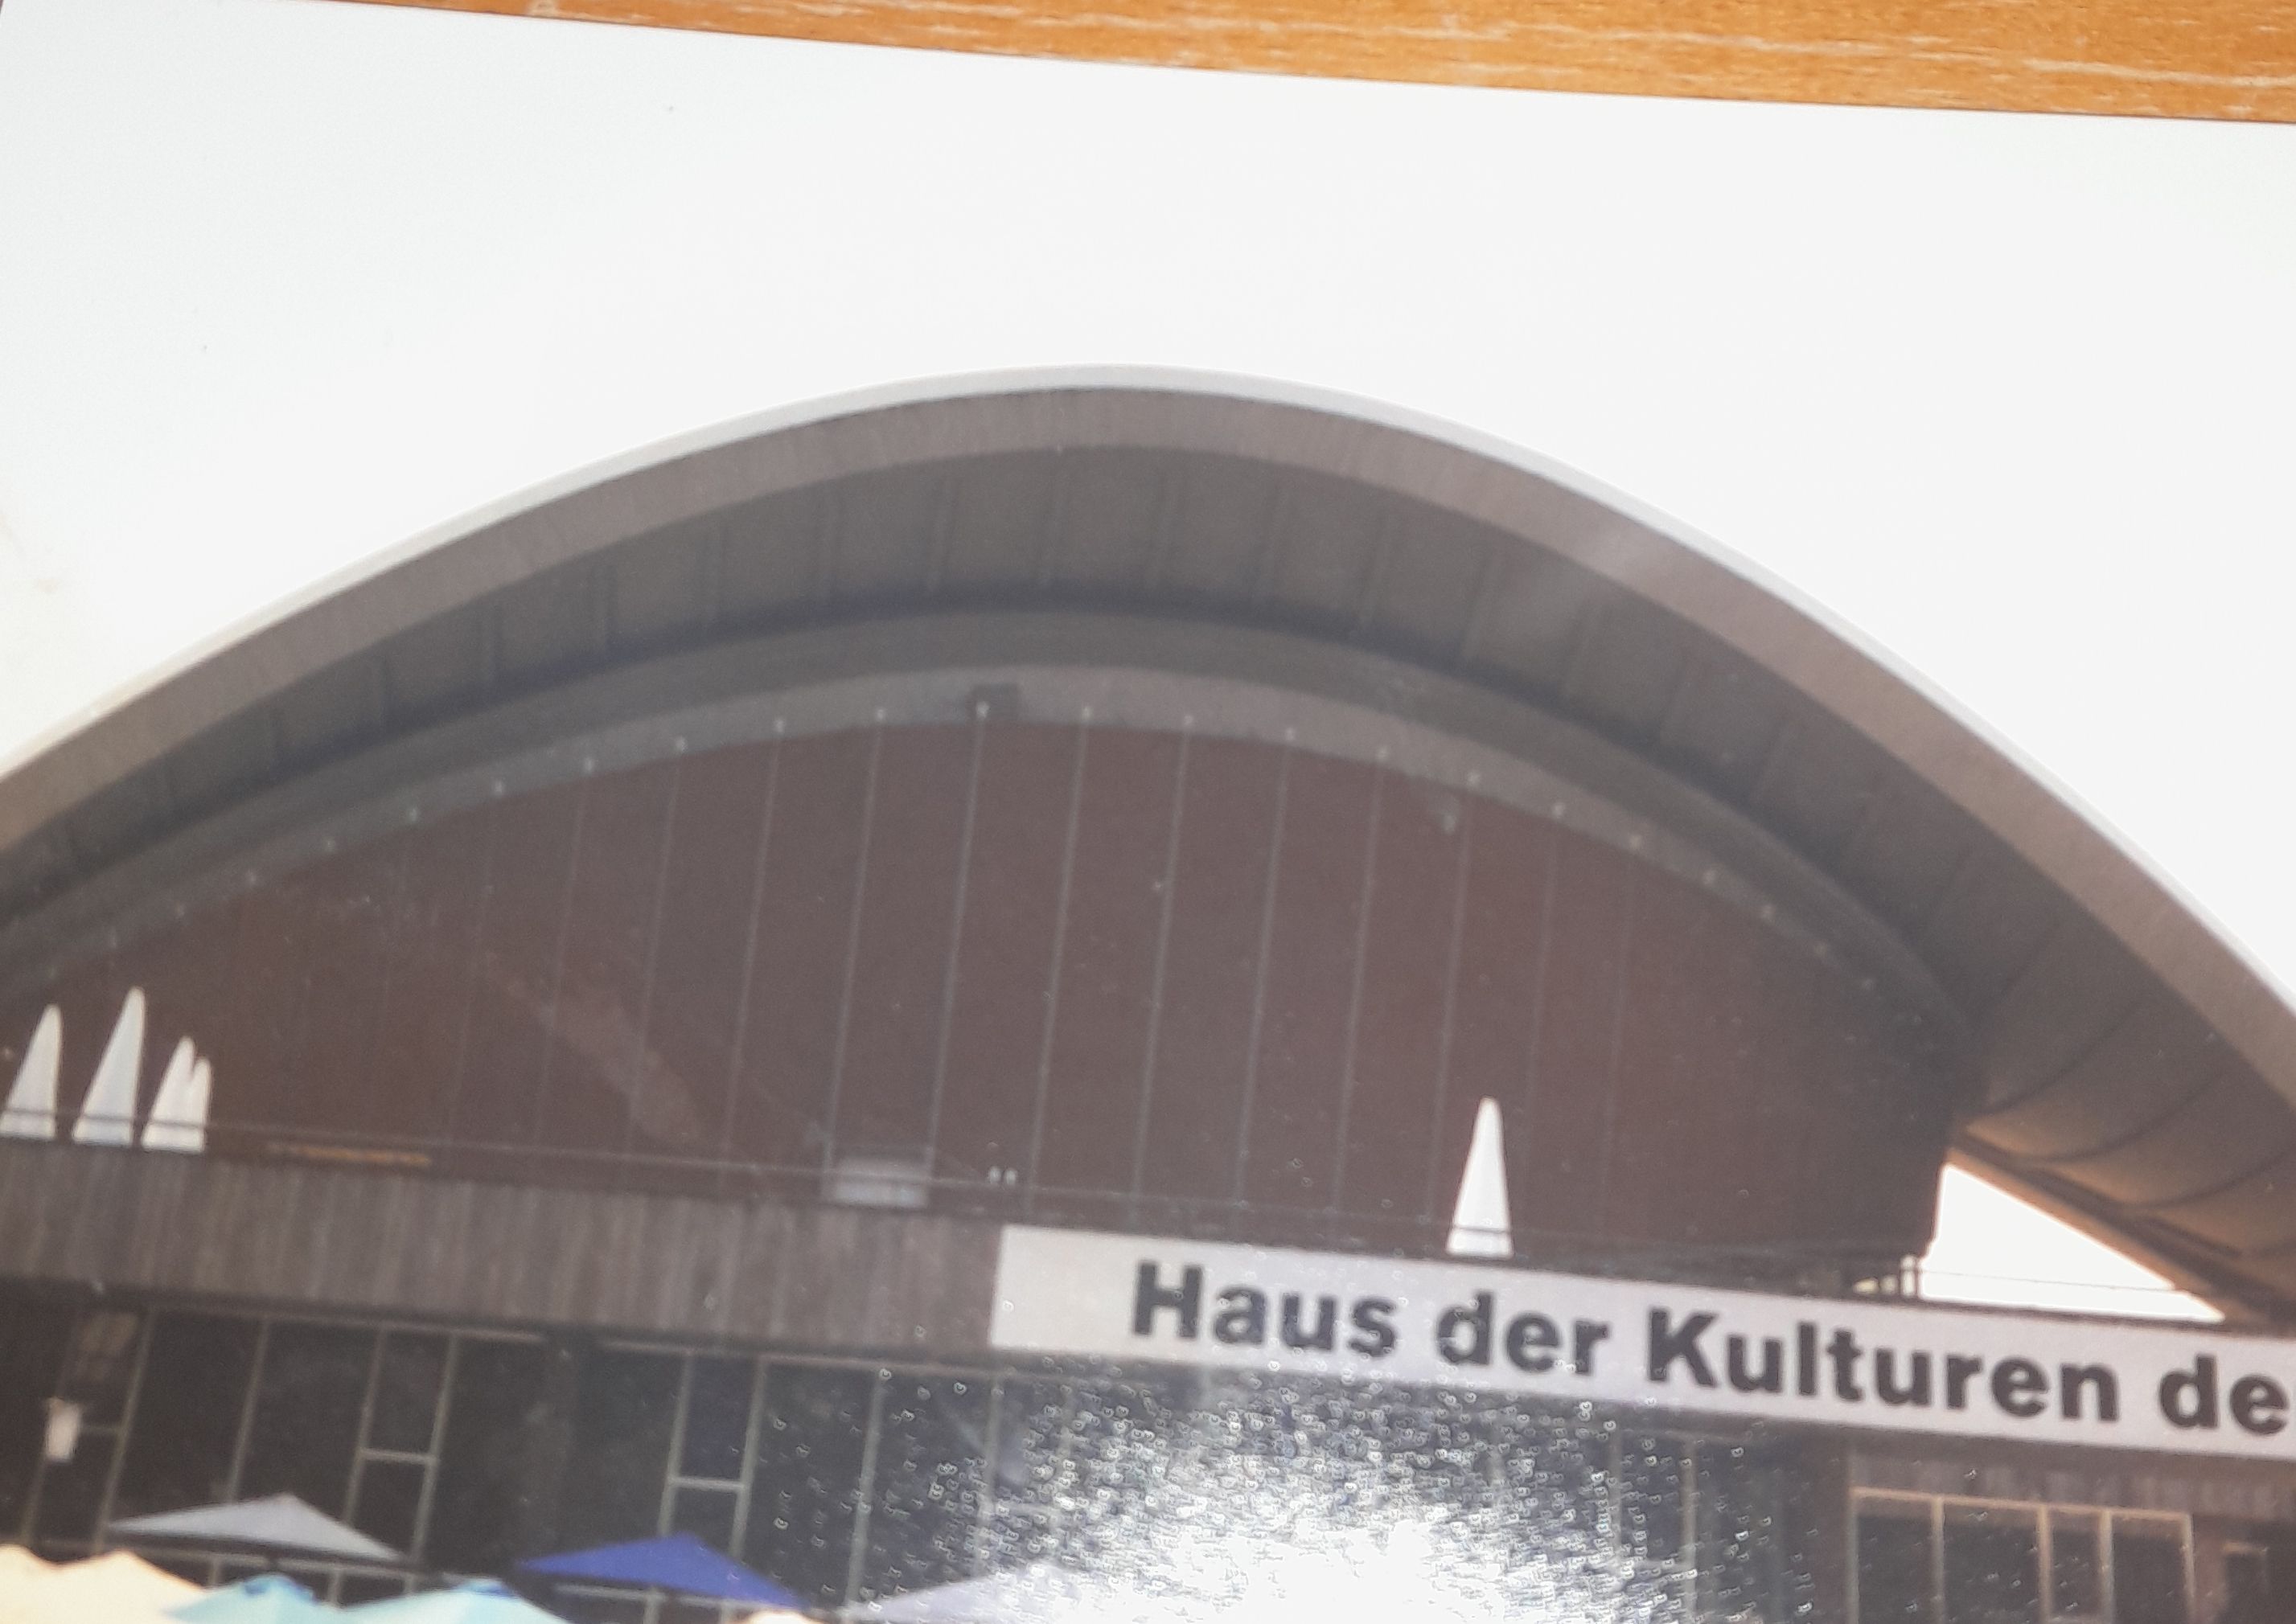 Haus der Kulturen de